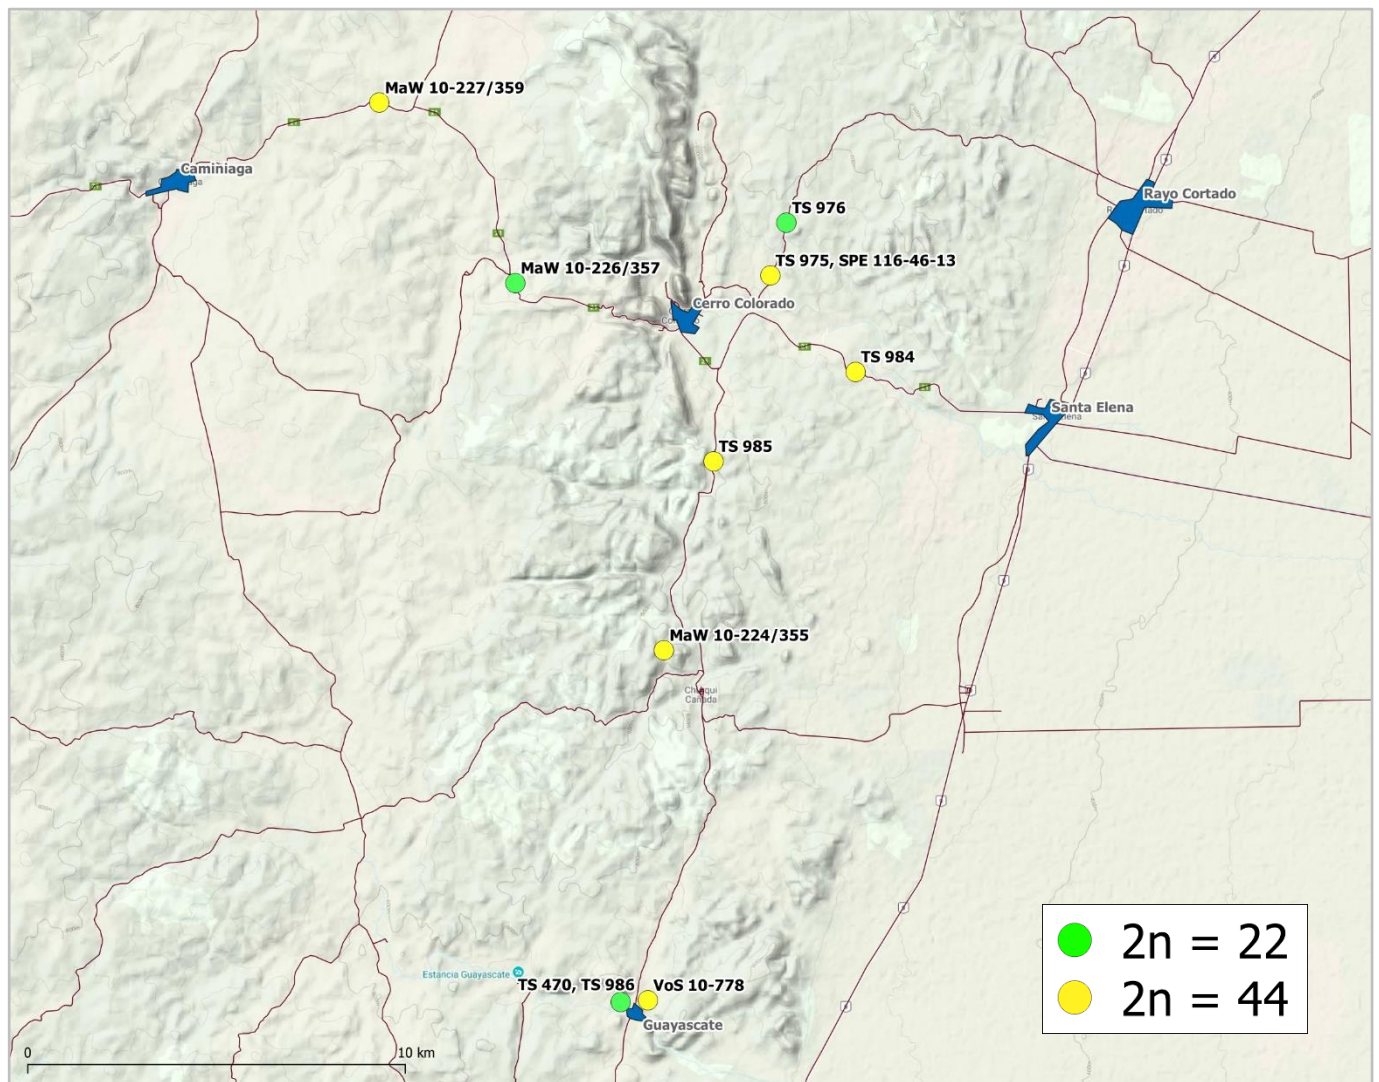 MaW 10-227/359
Caminiaga
Rayo Cortado
TS 976
TS 975, SPE 116-46-13
MaW 10-226/357
Cerro Colorado
TS 984
Santa Elena
TS 985
MaW 10-224/355
Chuqui
Cañada
2n = 22
2n = 44
Estancia Guayascate
TS 470, TS 986
VoS 10-778
Guayascate
0
10 km